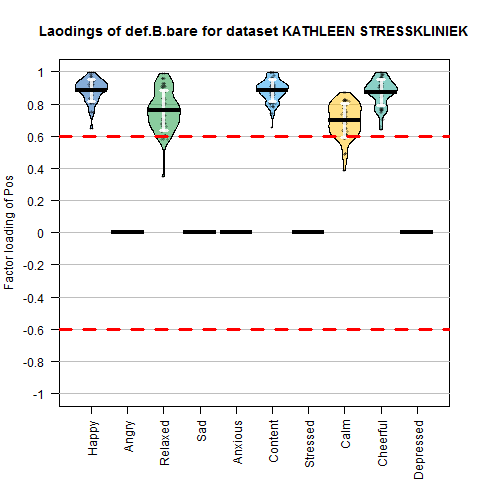 Laodings of def.B.bare for dataset KATHLEEN STRESSKLINIEK
Factor loading of Pos
1
0.8
0.6
0.4
0.2
0
-0.2
-0.4
-0.6
-0.8
-1
Happy
Angry
Relaxed
Sad
Anxious
Content
Stressed
Calm
Cheerful
Depressed